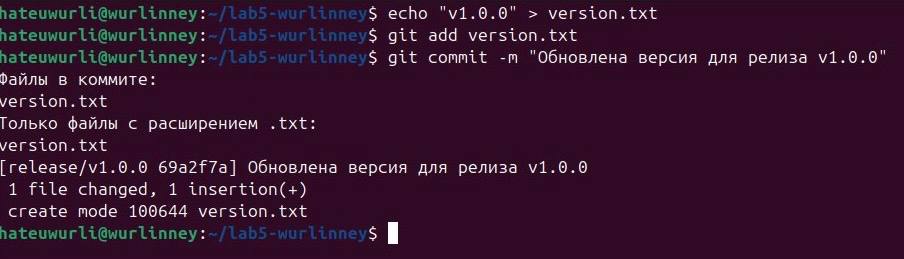 hateuwurli@wurlinney:~/lab5-wurlinney$ echo "v1.0.0" > version.txt
hateuwurli@wurlinney:~/lab5-wurlinney$ git add version.txt
hateuwurli@wurlinney:~/lab5-wurlinney$ git commit -m "Обновлена версия для релиза v1.0.0"
Файлы в коммите:
version.txt
Только файлы с расширением .txt:
version.txt
[release/v1.0.0 69a2f7a] Обновлена версия для релиза v1.0.0
 1 file changed, 1 insertion(+)
 create mode 100644 version.txt
hateuwurli@wurlinney:~/lab5-wurlinney$